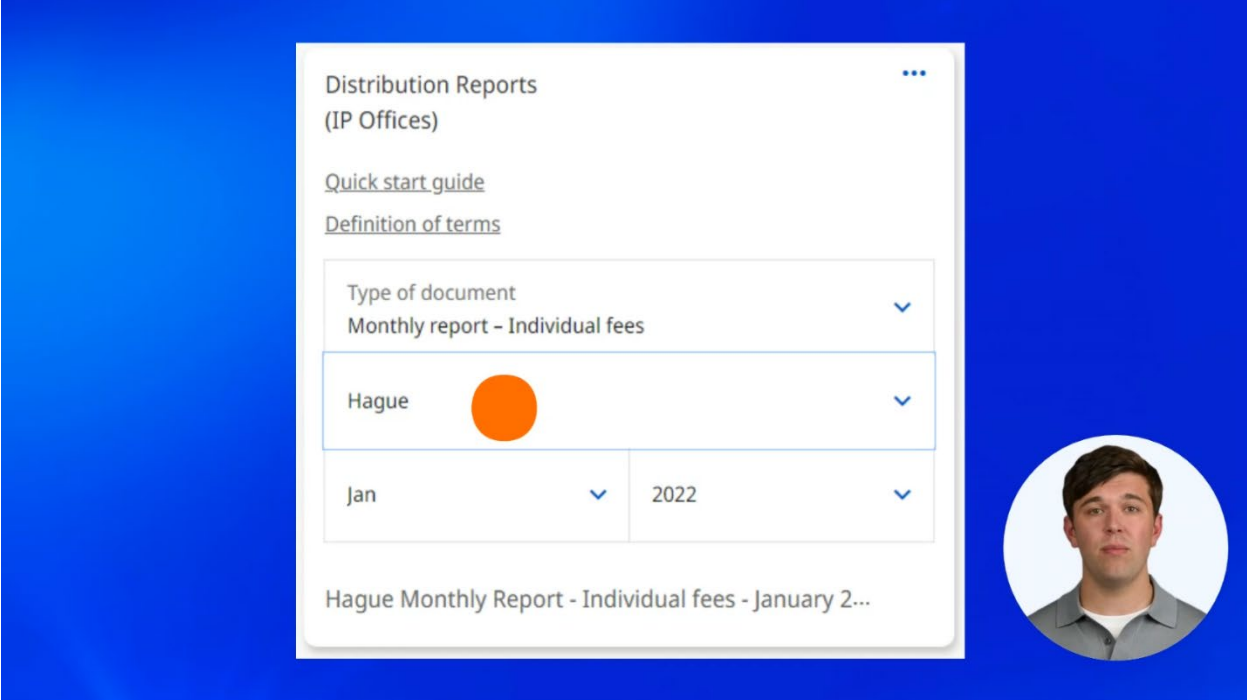 Distribution Reports
(IP Offices)
Quick start guide
Definition of terms
Type of document
Monthly report – Individual fees
Hague
Jan
2022
Hague Monthly Report - Individual fees - January 2...